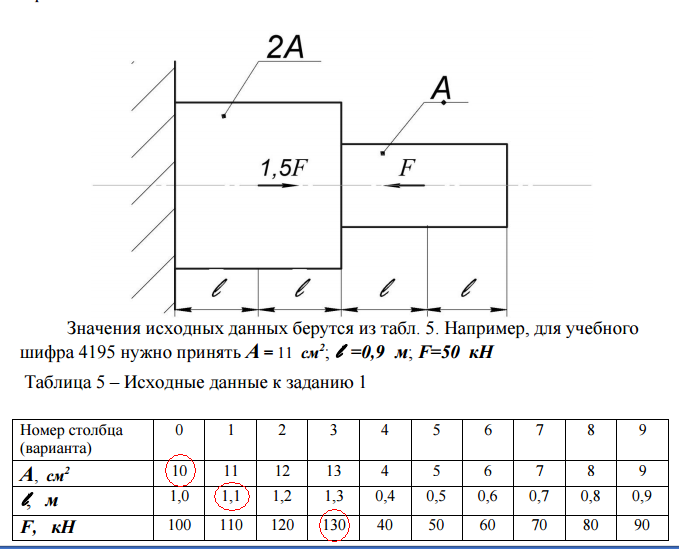 2A
A
1,5F
F
ℓ ℓ ℓ ℓ
Значения исходных данных берутся из табл. 5. Например, для учебного
шифра 4195 нужно принять A = 11 см²; ℓ =0,9 м; F=50 кН
Таблица 5 – Исходные данные к заданию 1
Номер столбца (варианта) 0 1 2 3 4 5 6 7 8 9
A, см² 10 11 12 13 4 5 6 7 8 9
ℓ, м 1,0 1,1 1,2 1,3 0,4 0,5 0,6 0,7 0,8 0,9
F, кН 100 110 120 130 40 50 60 70 80 90